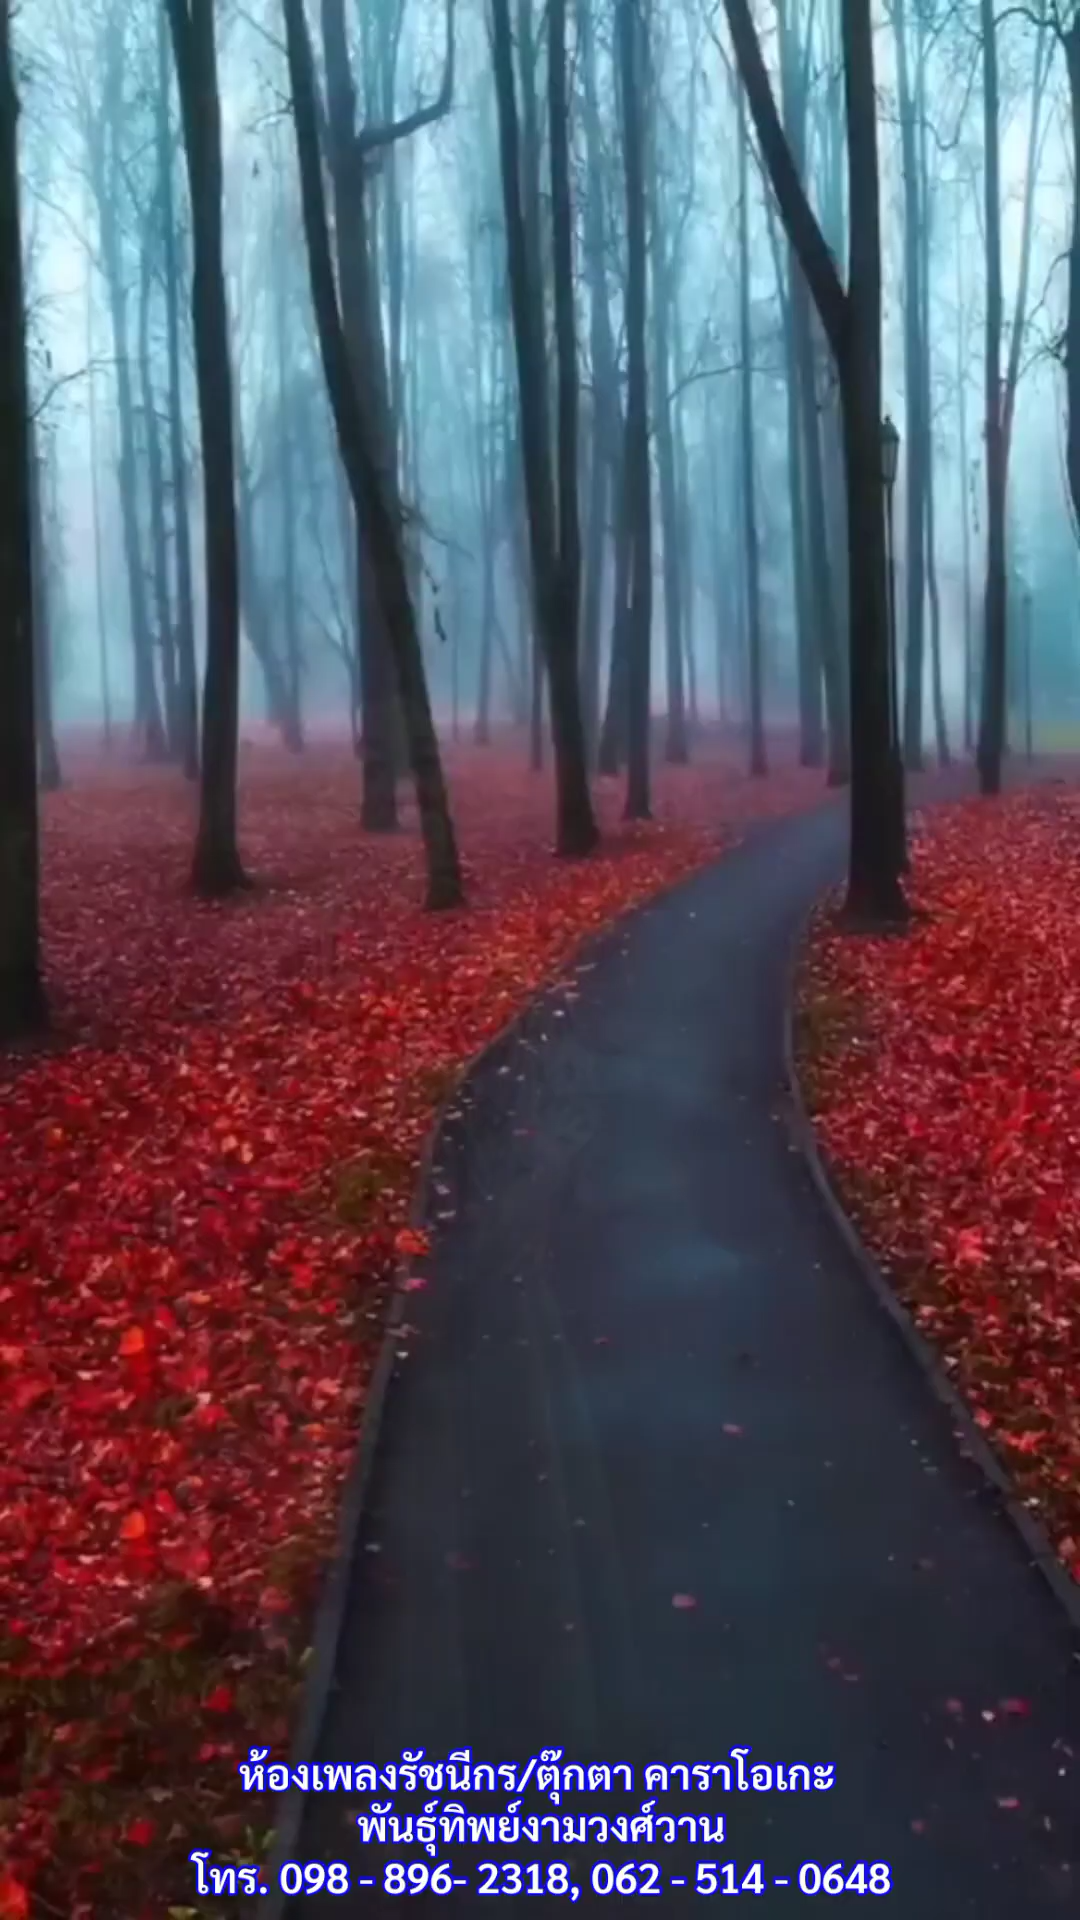 ห้องเพลงรัชนีกร/ตุ๊กตา คาราโอเกะ
พันธุ์ทิพย์งามวงศ์วาน
โทร. 098 - 896- 2318, 062 - 514 - 0648